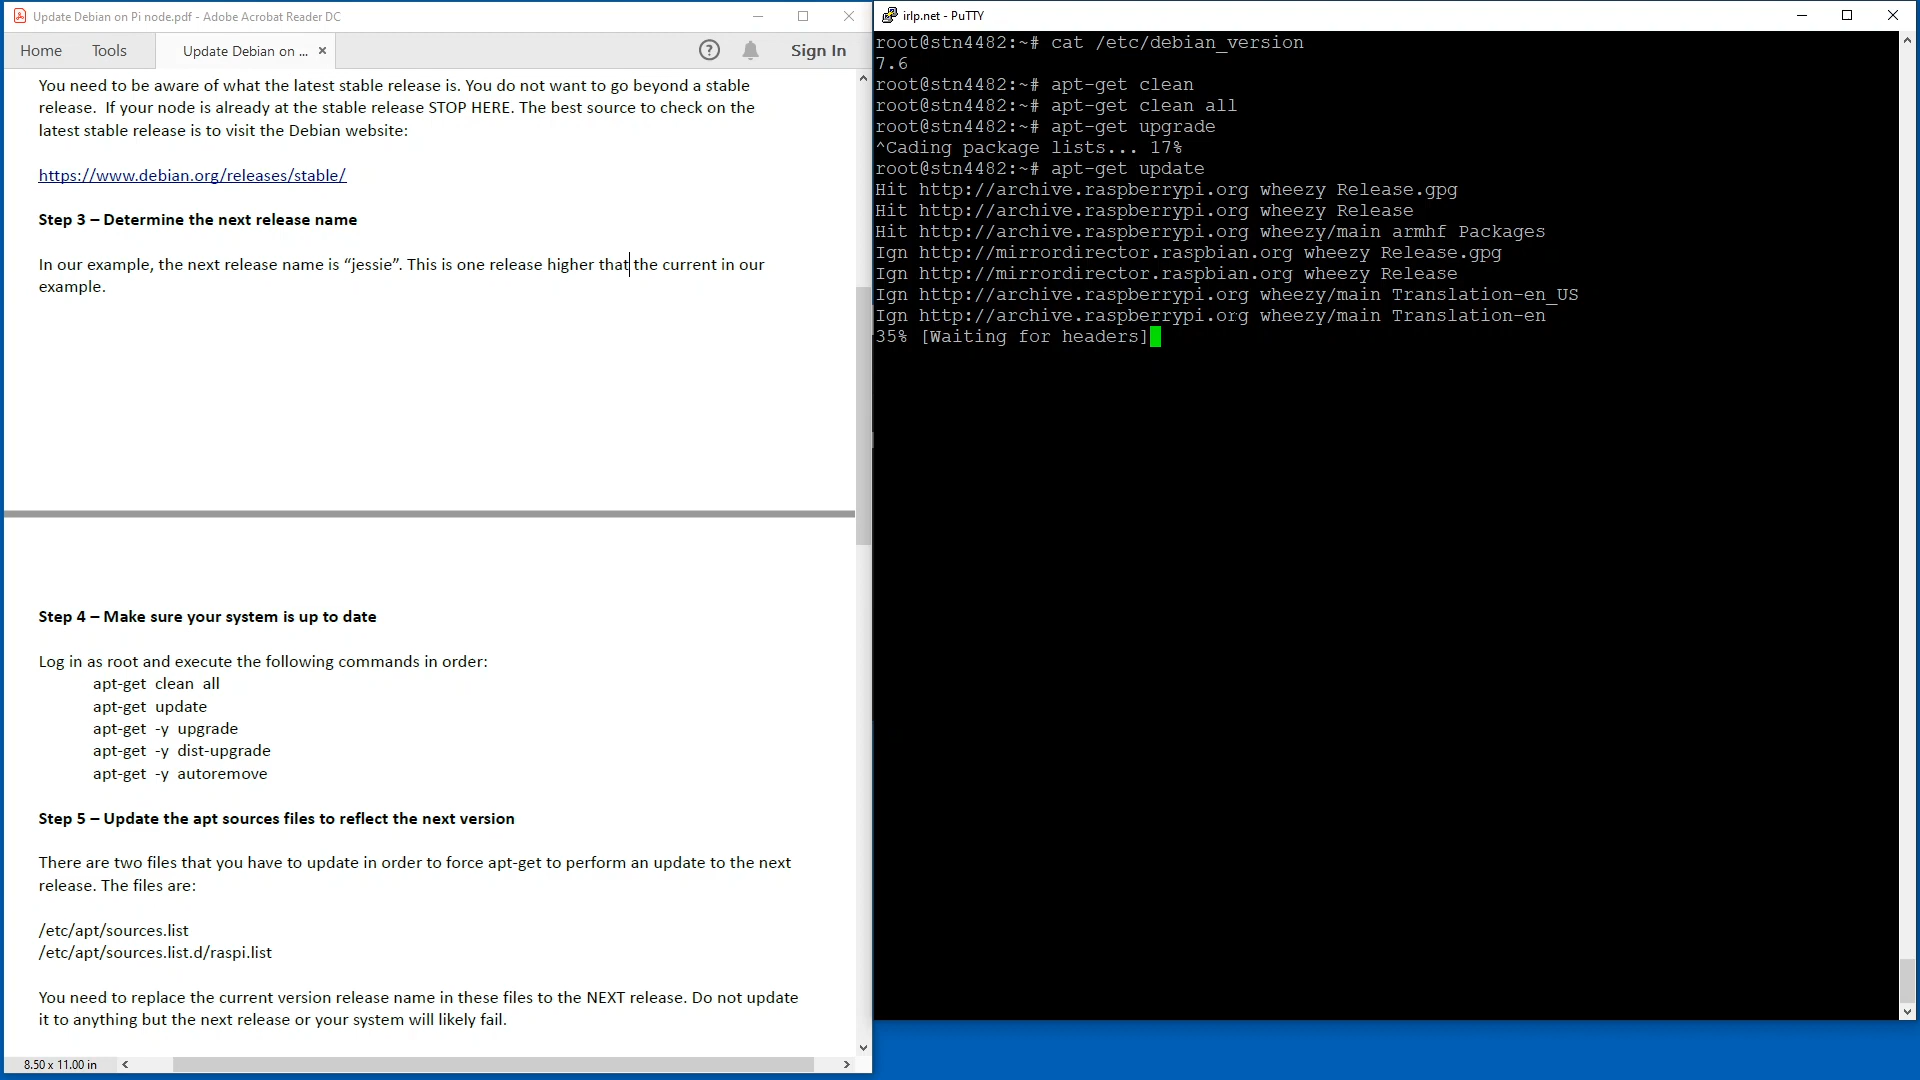 Update Debian on Pi node.pdf - Adobe Acrobat Reader DC
Home Tools Update Debian on ... × ? Sign In
You need to be aware of what the latest stable release is. You do not want to go beyond a stable
release.  If your node is already at the stable release STOP HERE. The best source to check on the
latest stable release is to visit the Debian website:
https://www.debian.org/releases/stable/
Step 3 – Determine the next release name
In our example, the next release name is “jessie”. This is one release higher that the current in our
example.
Step 4 – Make sure your system is up to date
Log in as root and execute the following commands in order:
apt-get  clean  all
apt-get  update
apt-get  -y  upgrade
apt-get  -y  dist-upgrade
apt-get  -y  autoremove
Step 5 – Update the apt sources files to reflect the next version
There are two files that you have to update in order to force apt-get to perform an update to the next
release. The files are:
/etc/apt/sources.list
/etc/apt/sources.list.d/raspi.list
You need to replace the current version release name in these files to the NEXT release. Do not update
it to anything but the next release or your system will likely fail.
8.50 x 11.00 in
irlp.net - PuTTY
root@stn4482:~# cat /etc/debian_version
7.6
root@stn4482:~# apt-get clean
root@stn4482:~# apt-get clean all
root@stn4482:~# apt-get upgrade
^Cading package lists... 17%
root@stn4482:~# apt-get update
Hit http://archive.raspberrypi.org wheezy Release.gpg
Hit http://archive.raspberrypi.org wheezy Release
Hit http://archive.raspberrypi.org wheezy/main armhf Packages
Ign http://mirrordirector.raspbian.org wheezy Release.gpg
Ign http://mirrordirector.raspbian.org wheezy Release
Ign http://archive.raspberrypi.org wheezy/main Translation-en_US
Ign http://archive.raspberrypi.org wheezy/main Translation-en
35% [Waiting for headers]